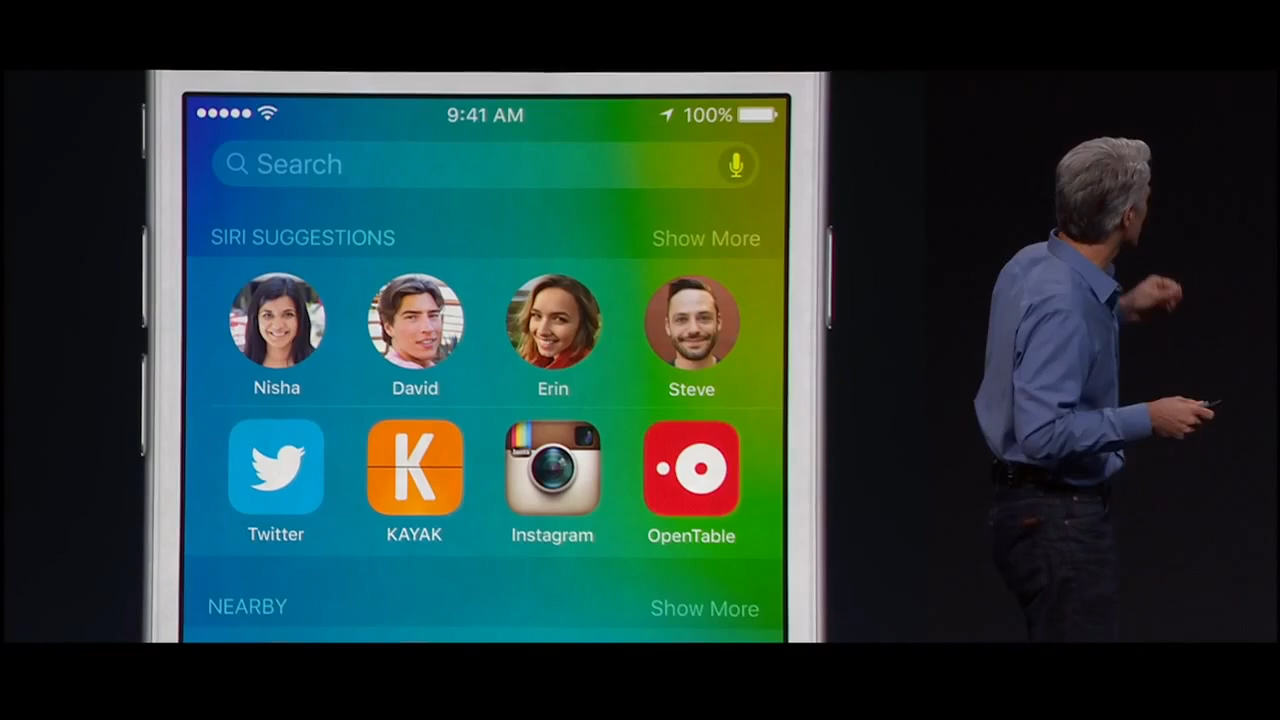 9:41 AM 100%
Search
SIRI SUGGESTIONS Show More
Nisha David Erin Steve
K
Twitter KAYAK Instagram OpenTable
NEARBY Show More